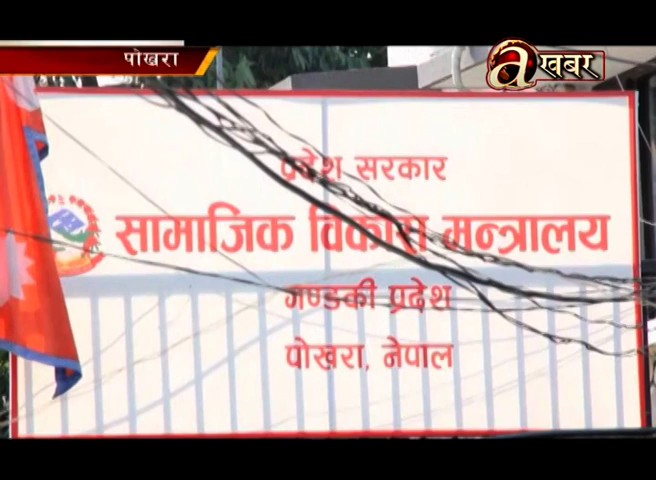 पोखरा
a खबर
प्रदेश सरकार
सामाजिक विकास मन्त्रालय
गण्डकी प्रदेश
पोखरा, नेपाल